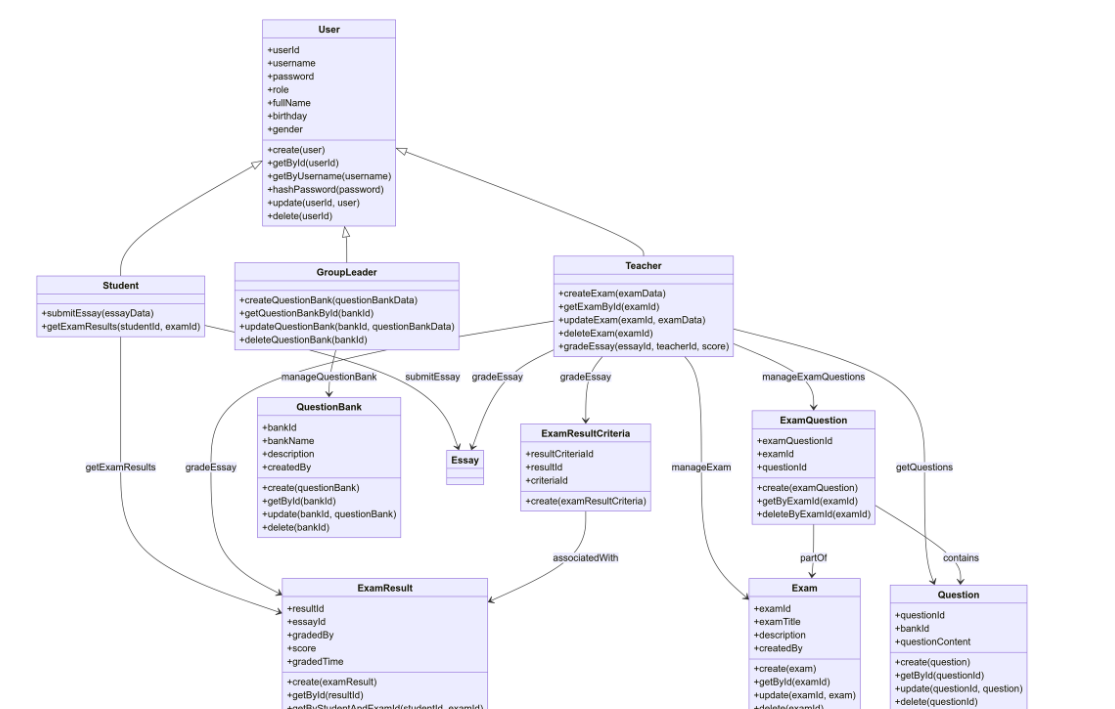 User
+userId
+username
+password
+role
+fullName
+birthday
+gender
+create(user)
+getById(userId)
+getByUsername(username)
+hashPassword(password)
+update(userId, user)
+delete(userId)
Student
+submitEssay(essayData)
+getExamResults(studentId, examId)
GroupLeader
+createQuestionBank(questionBankData)
+getQuestionBankById(bankId)
+updateQuestionBank(bankId, questionBankData)
+deleteQuestionBank(bankId)
Teacher
+createExam(examData)
+getExamById(examId)
+updateExam(examId, examData)
+deleteExam(examId)
+gradeEssay(essayId, teacherId, score)
manageQuestionBank
submitEssay
gradeEssay
gradeEssay
manageExamQuestions
QuestionBank
+bankId
+bankName
+description
+createdBy
+create(questionBank)
+getById(bankId)
+update(bankId, questionBank)
+delete(bankId)
Essay
ExamResultCriteria
+resultCriteriaId
+resultId
+criteriaId
+create(examResultCriteria)
ExamQuestion
+examQuestionId
+examId
+questionId
+create(examQuestion)
+getByExamId(examId)
+deleteByExamId(examId)
getExamResults
gradeEssay
manageExam
getQuestions
associatedWith
partOf
contains
ExamResult
+resultId
+essayId
+gradedBy
+score
+gradedTime
+create(examResult)
+getById(resultId)
+getByStudentAndExamId(studentId, examId)
Exam
+examId
+examTitle
+description
+createdBy
+create(exam)
+getById(examId)
+update(examId, exam)
+delete(examId)
Question
+questionId
+bankId
+questionContent
+create(question)
+getById(questionId)
+update(questionId, question)
+delete(questionId)